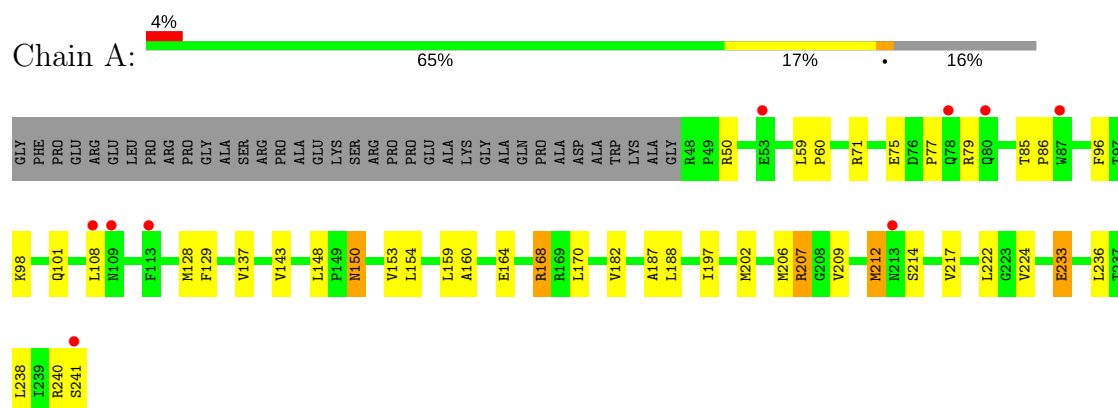 4%
Chain A:
65% 17% • 16%
GLY PHE PRO GLU ARG GLU LEU PRO ARG PRO GLY ALA SER ARG PRO ALA GLU LYS SER ARG PRO PRO GLU ALA LYS GLY ALA GLN PRO ALA ASP ALA TRP LYS ALA GLY R48 P49 R50 E53 L59 P60 R71 E75 D76 P77 Q78 R79 Q80 T85 P86 W87 F96 T97
K98 Q101 L108 N109 F113 M128 F129 V137 V143 L148 P149 N150 V153 L154 L159 A160 E164 R168 R169 L170 V182 A187 L188 I197 M202 M206 R207 G208 V209 M212 N213 S214 V217 L222 G223 V224 E233 L236 T237
L238 I239 R240 S241